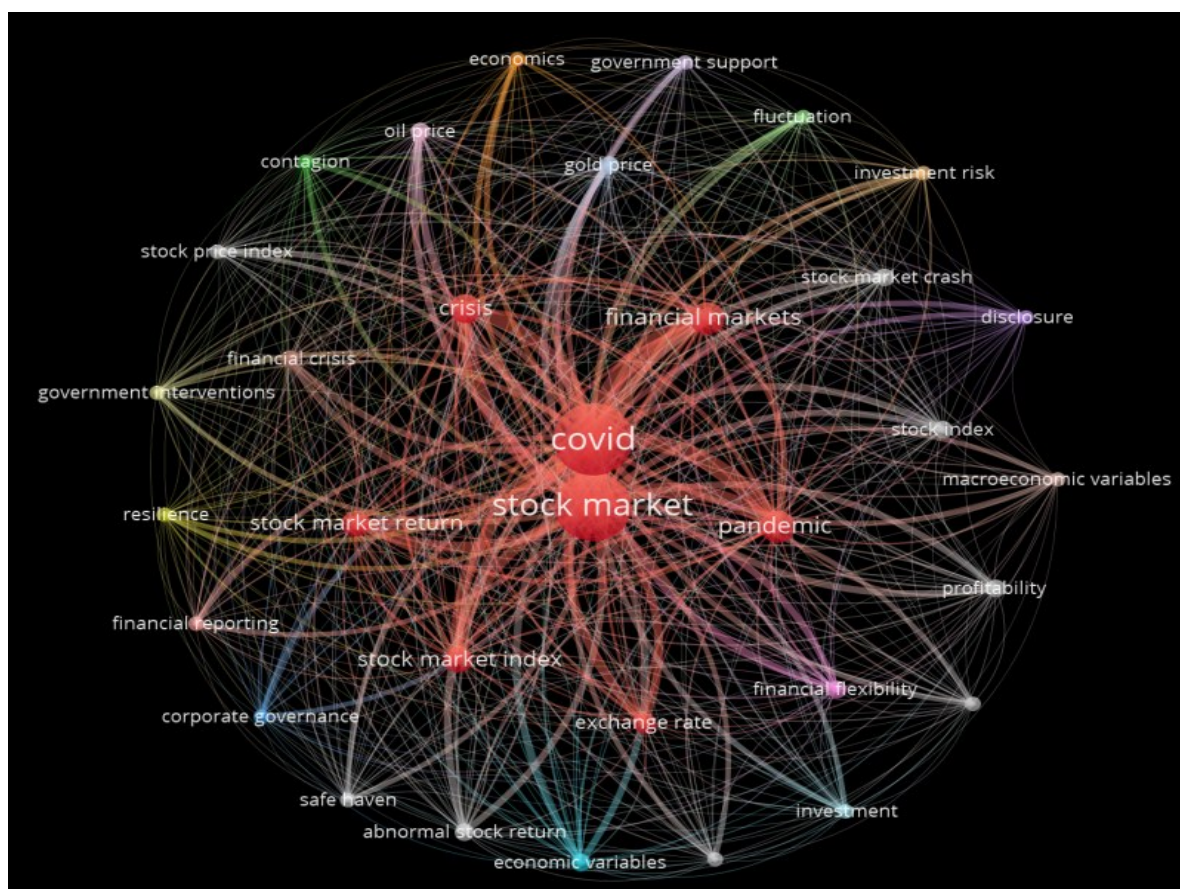 economics
government support
fluctuation
oil price
contagion
gold price
investment risk
stock price index
stock market crash
crisis
financial markets
disclosure
financial crisis
government interventions
covid
stock index
macroeconomic variables
stock market
resilience
stock market return
pandemic
profitability
financial reporting
stock market index
financial flexibility
corporate governance
exchange rate
safe haven
investment
abnormal stock return
economic variables